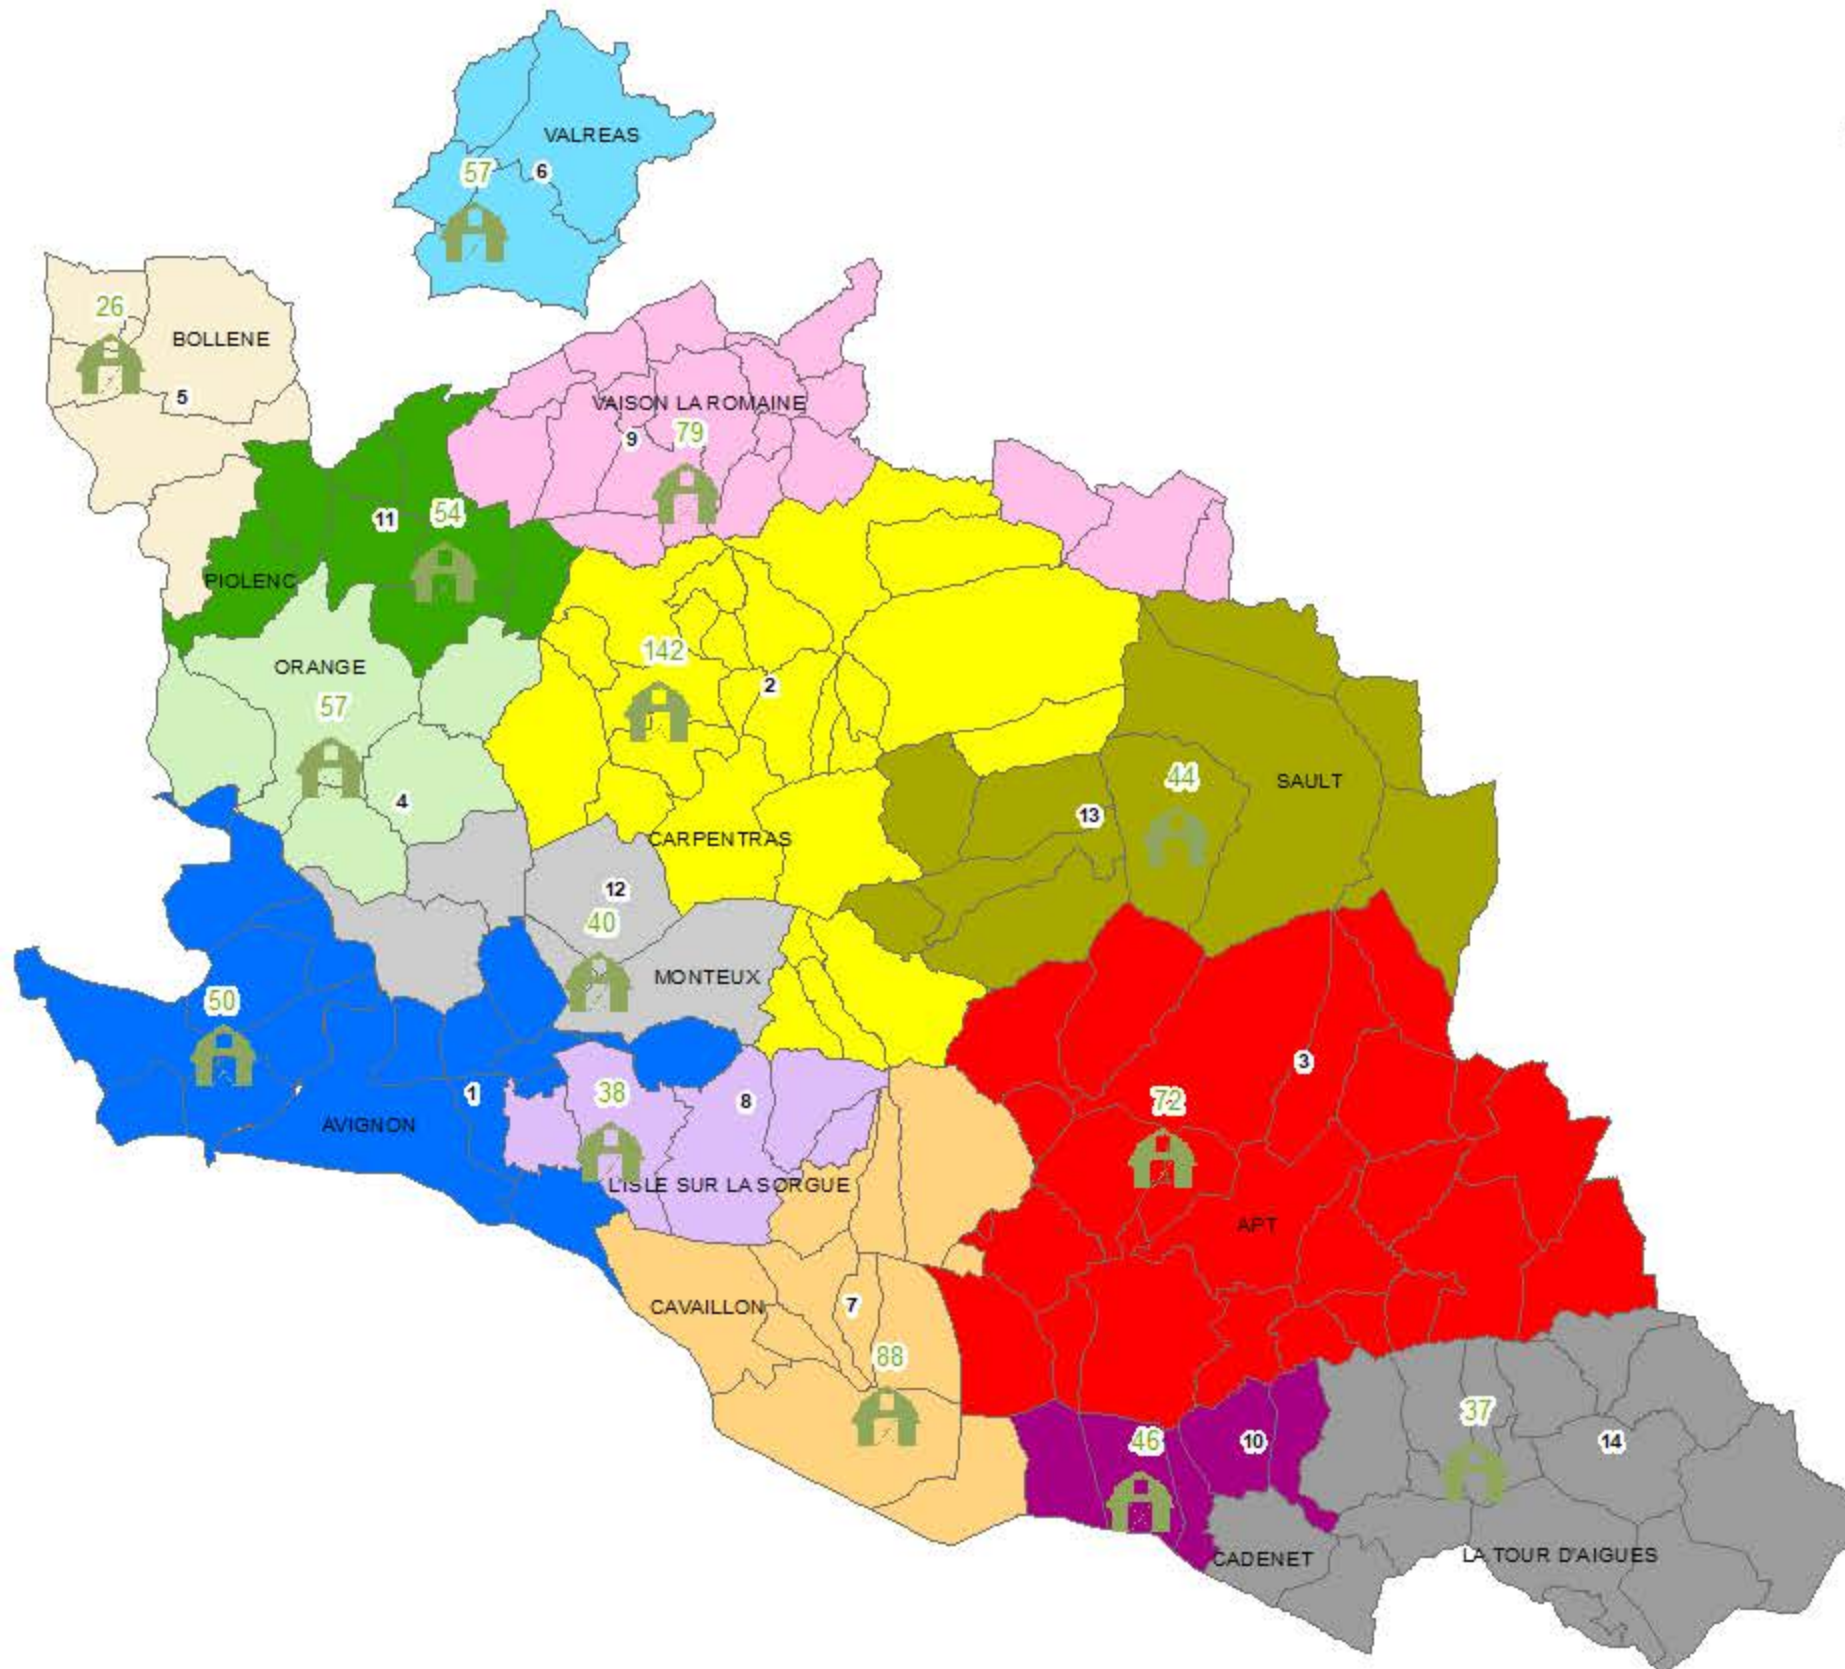 VALREAS
57
6
26
BOLLENE
5
VAISON LA ROMAINE
9
79
11
54
PIOLENC
142
ORANGE
2
57
4
44
SAULT
13
CARPENTRAS
12
40
MONTEUX
50
3
1
38
8
72
AVIGNON
L'ISLE SUR LA SORGUE
APT
CAVAILLON
7
88
37
46
10
14
CADENET
LA TOUR D'AIGUES